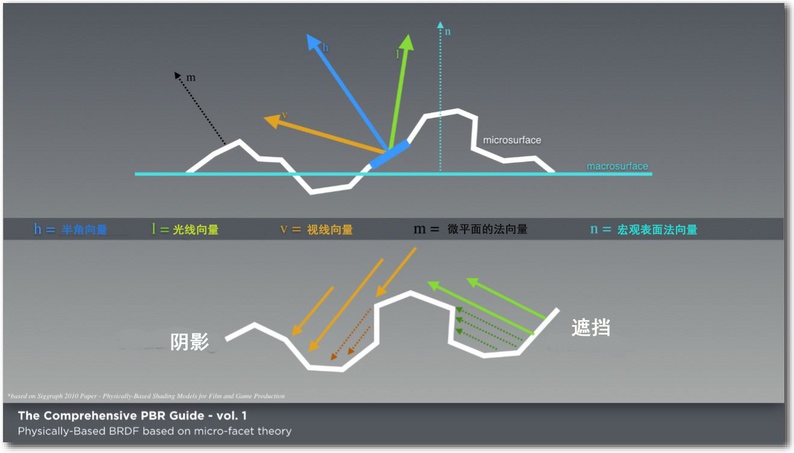 h
l
n
m
v
microsurface
macrosurface
h = 半角向量 l = 光线向量 v = 视线向量 m = 微平面的法向量 n = 宏观表面法向量
阴影
遮挡
*based on Siggraph 2010 Paper - Physically-Based Shading Models for Film and Game Production
The Comprehensive PBR Guide - vol. 1
Physically-Based BRDF based on micro-facet theory